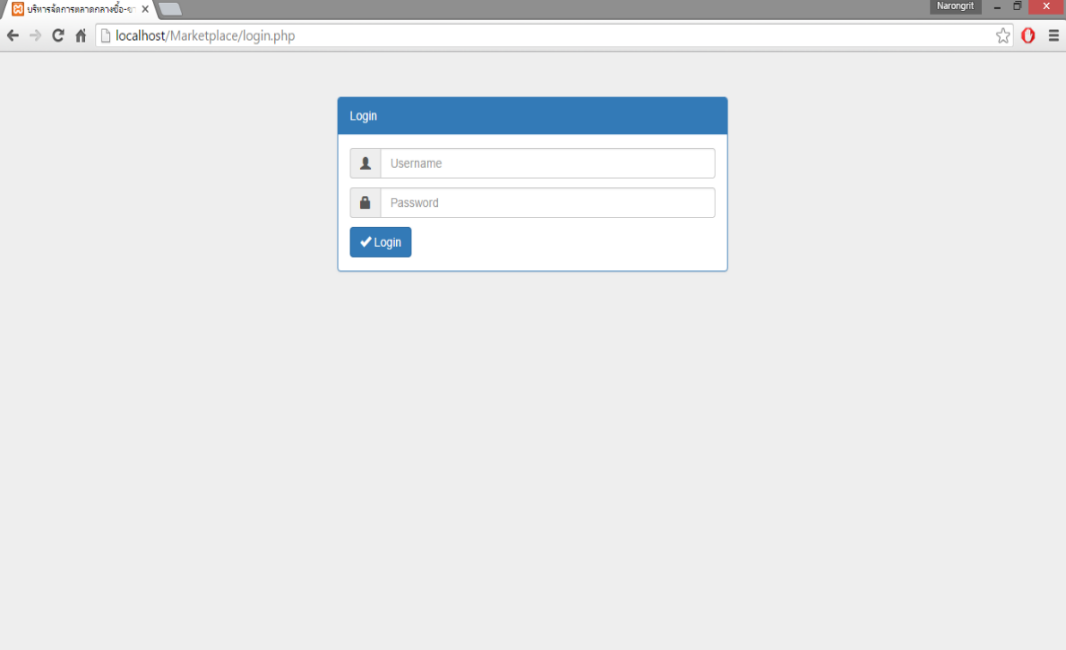 บริหารจัดการตลาดกลางซื้อ-ขา
Narongrit
localhost/Marketplace/login.php
Login
Username
Password
Login